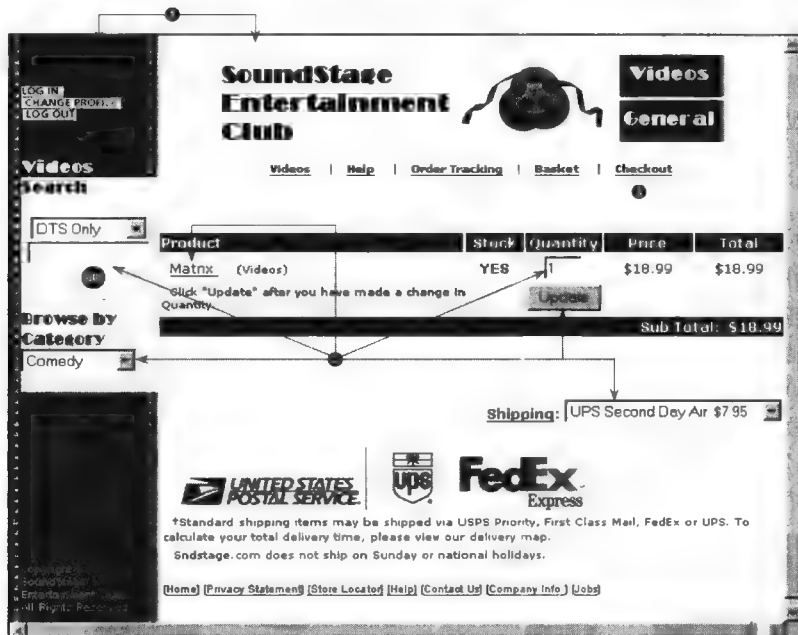 SoundStage
Entertainment
Club
Videos
General
LOG IN
CHANGE PROFI
LOG OUT
Videos
Search
Videos | Help | Order Tracking | Basket | Checkout
DTS Only
Product Stock Quantity Price Total
Matrix (Videos) YES 1 $18.99 $18.99
Click "Update" after you have made a change in
Quantity.
Update
Sub Total: $18.99
Browse by
Category
Comedy
Shipping: UPS Second Day Air $7.95
UNITED STATES
POSTAL SERVICE
ups
FedEx
Express
†Standard shipping items may be shipped via USPS Priority, First Class Mail, FedEx or UPS. To
calculate your total delivery time, please view our delivery map.
Sndstage.com does not ship on Sunday or national holidays.
SoundStage
Entertainment
All Rights Reserved
[Home] [Privacy Statement] [Store Locator] [Help] [Contact Us] [Company Info ] [Jobs]